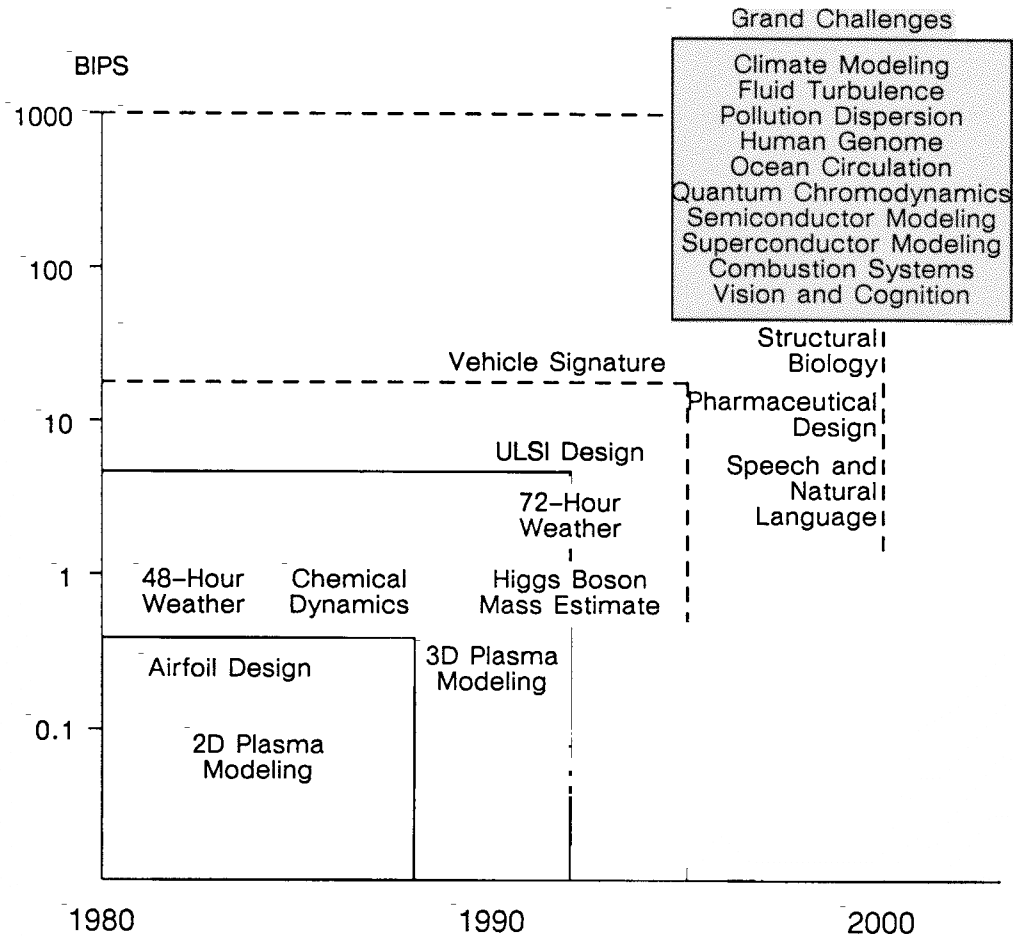 Grand Challenges
BIPS
Climate Modeling
Fluid Turbulence
Pollution Dispersion
Human Genome
Ocean Circulation
Quantum Chromodynamics
Semiconductor Modeling
Superconductor Modeling
Combustion Systems
Vision and Cognition
1000
100
10
1
0.1
Structural
Biology
Vehicle Signature
Pharmaceutical
Design
ULSI Design
Speech and
Natural
Language
72-Hour
Weather
48-Hour
Weather
Chemical
Dynamics
Higgs Boson
Mass Estimate
Airfoil Design
3D Plasma
Modeling
2D Plasma
Modeling
1980
1990
2000